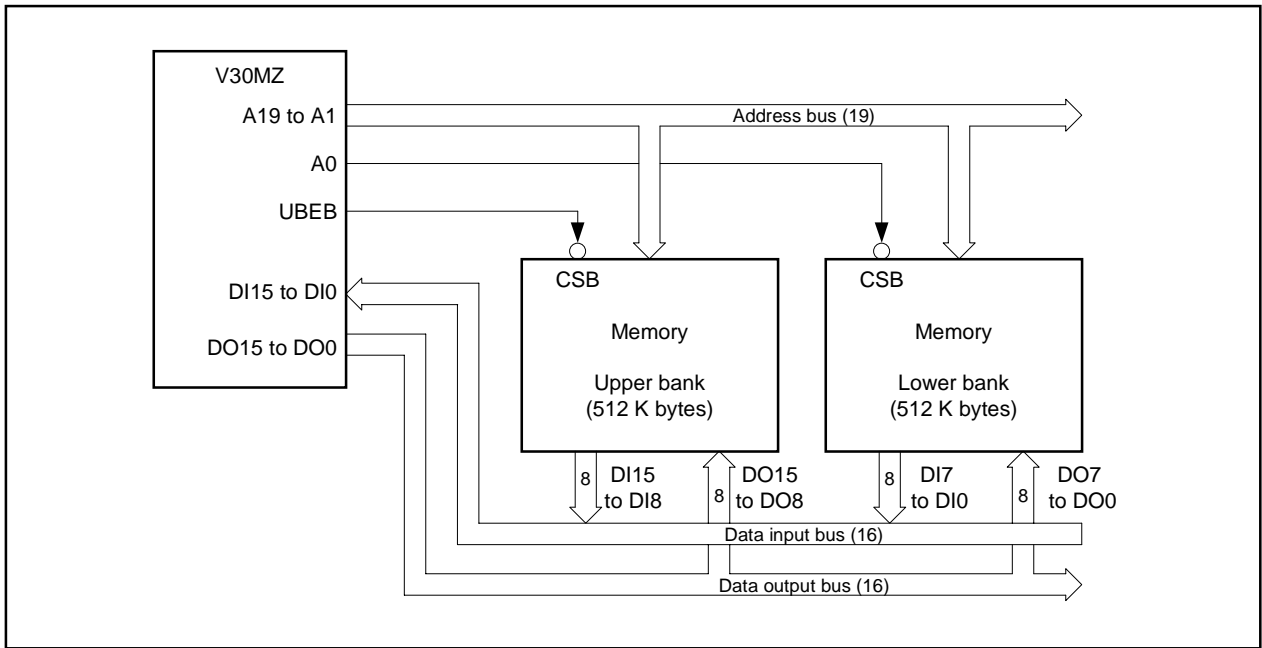 V30MZ
A19 to A1
Address bus (19)
A0
UBEB
DI15 to DI0
DO15 to DO0
CSB
Memory
Upper bank
(512 K bytes)
CSB
Memory
Lower bank
(512 K bytes)
8
DI15
to DI8
8
DO15
to DO8
8
DI7
to DI0
8
DO7
to DO0
Data input bus (16)
Data output bus (16)